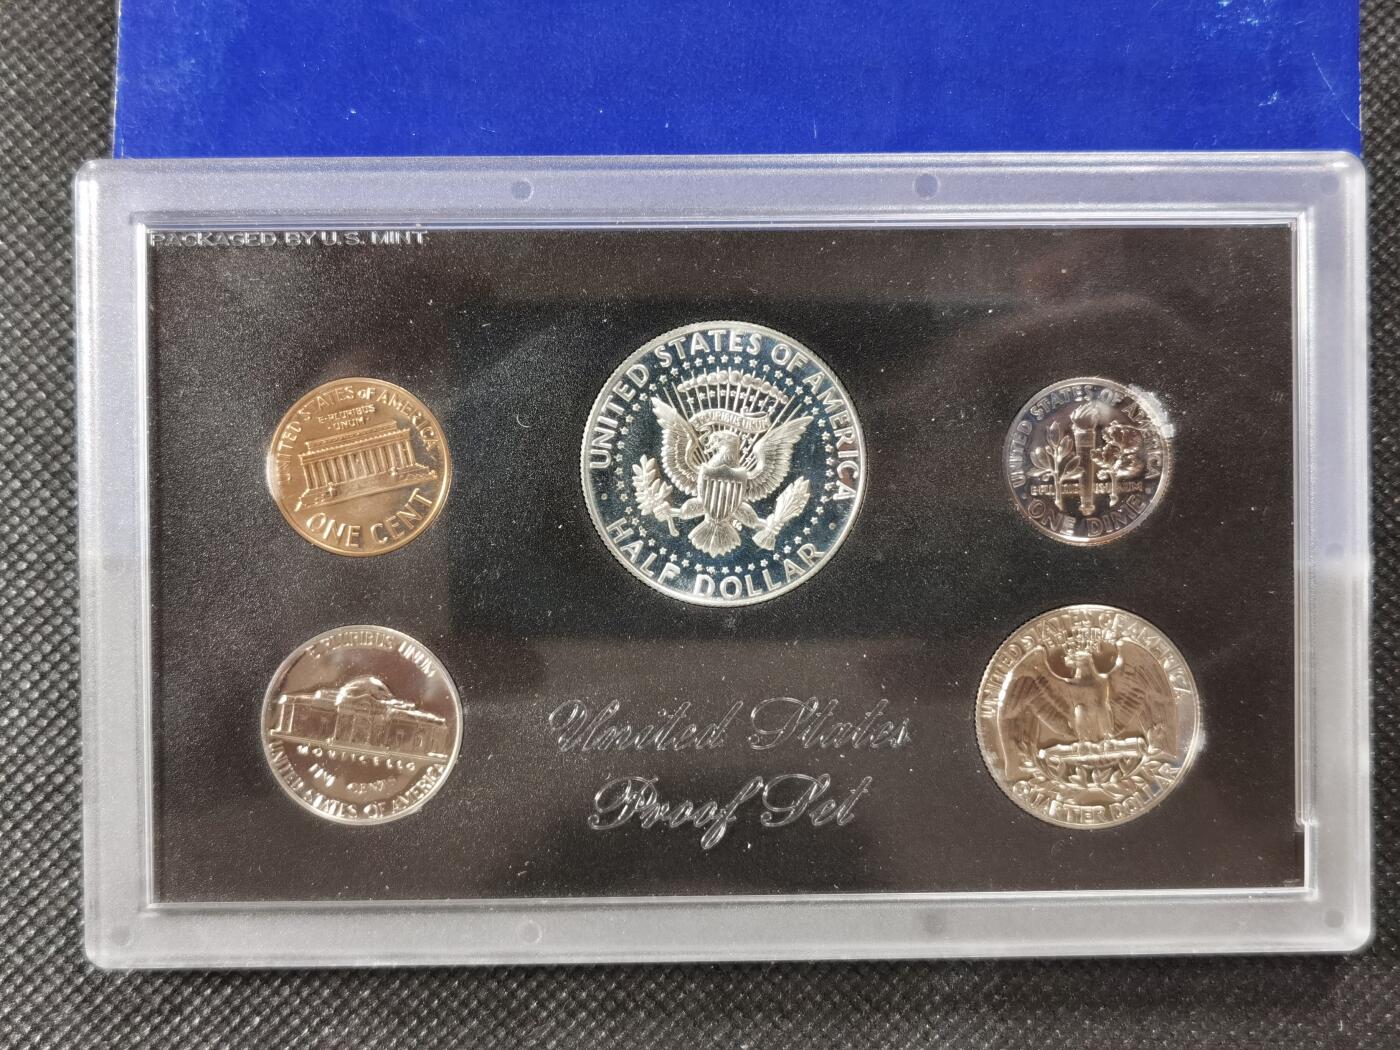 PACKAGED BY U.S. MINT
UNITED STATES OF AMERICA
E·PLURIBUS
·UNUM·
ONE CENT
UNITED STATES OF AMERICA
E PLURIBUS UNUM
HALF DOLLAR
UNITED STATES OF AMERICA
ONE DIME
E PLURIBUS UNUM
MONTICELLO
FIVE CENTS
UNITED STATES OF AMERICA
UNITED STATES OF AMERICA
QUARTER DOLLAR
United States
Proof Set